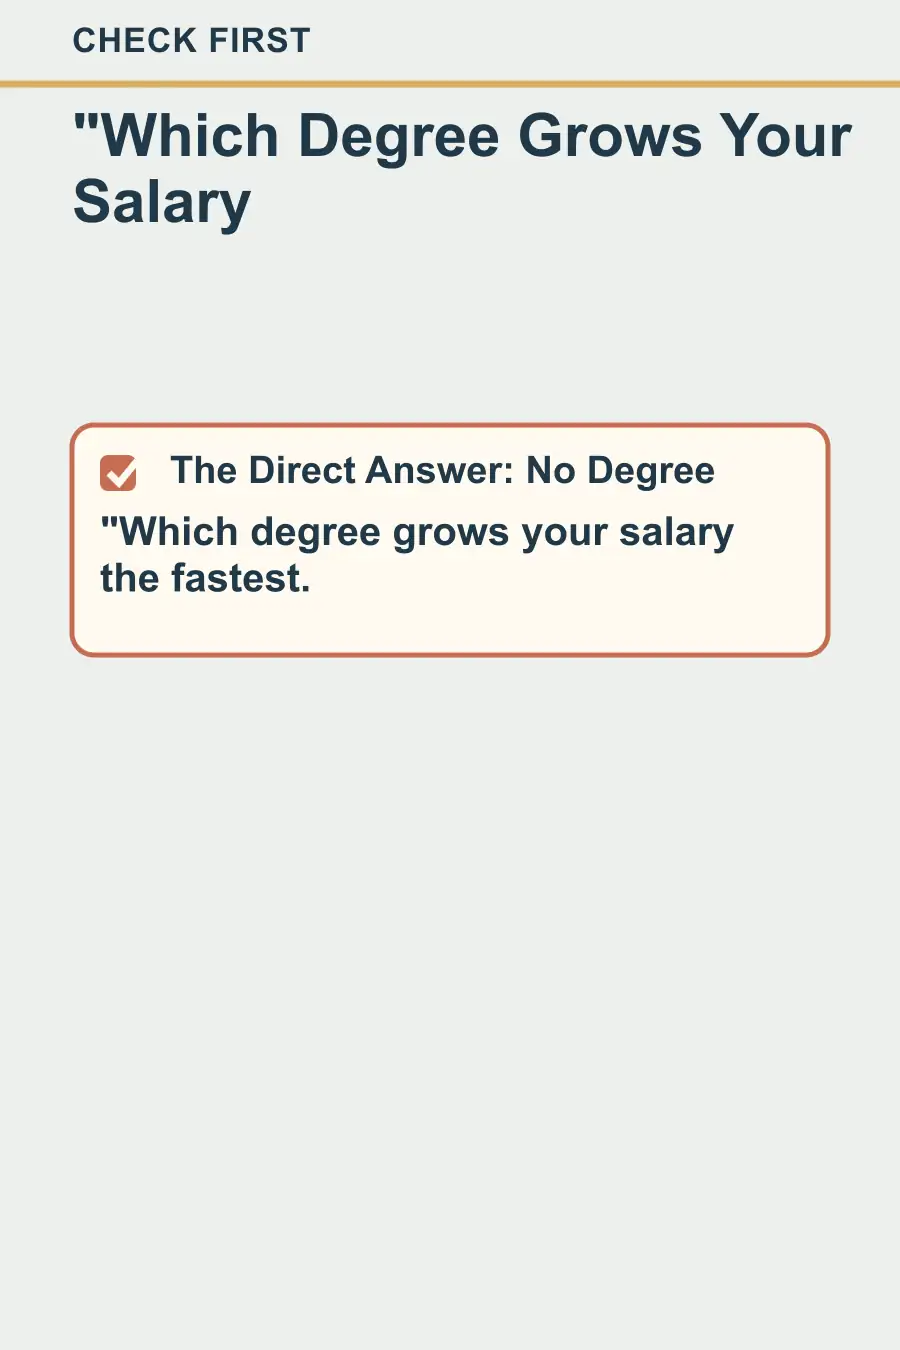 CHECK FIRST
"Which Degree Grows Your
Salary
The Direct Answer: No Degree
"Which degree grows your salary
the fastest.